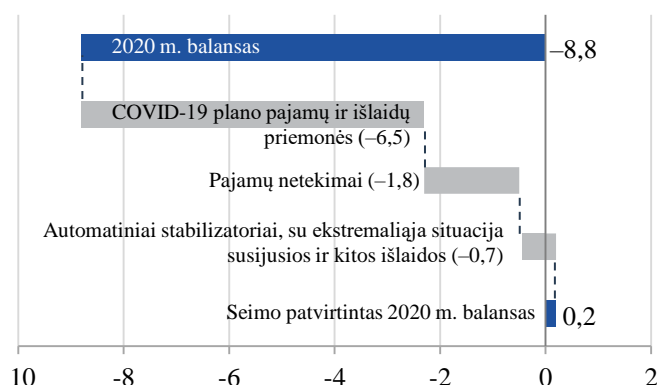 2020 m. balansas
–8,8
COVID-19 plano pajamų ir išlaidų
priemonės (–6,5)
Pajamų netekimai (–1,8)
Automatiniai stabilizatoriai, su ekstremaliąja situacija
susijusios ir kitos išlaidos (–0,7)
Seimo patvirtintas 2020 m. balansas
0,2
10 -8 -6 -4 -2 0 2